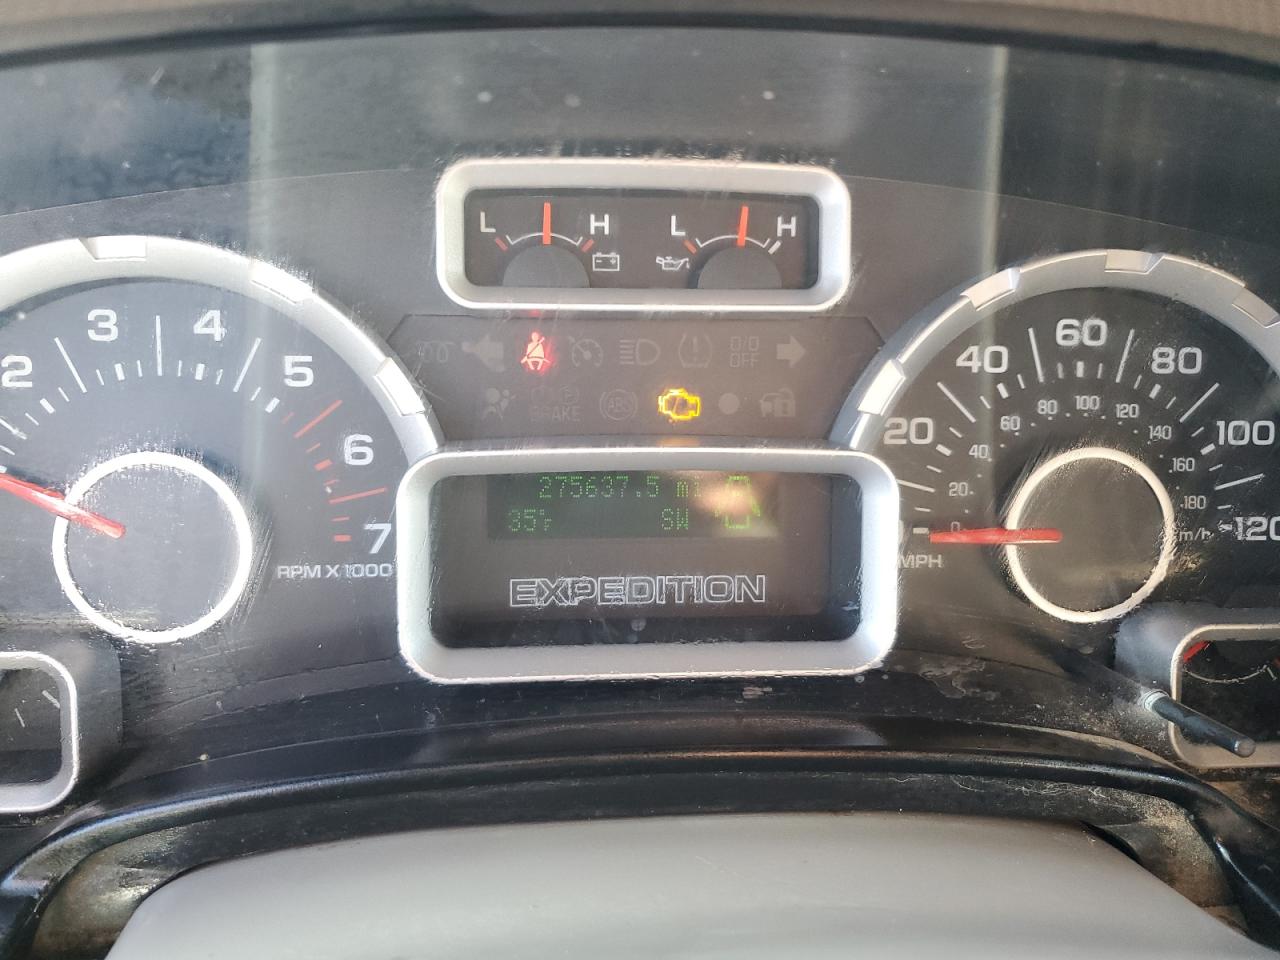 L H L H
2 3 4 5 6 7
RPM X 1000
O/D
OFF
BRAKE
ABS
275637.5 mi
35°F SW
EXPEDITION
20 40 60 80 100 120
0 20 40 60 80 100 120 140 160 180
MPH
km/h